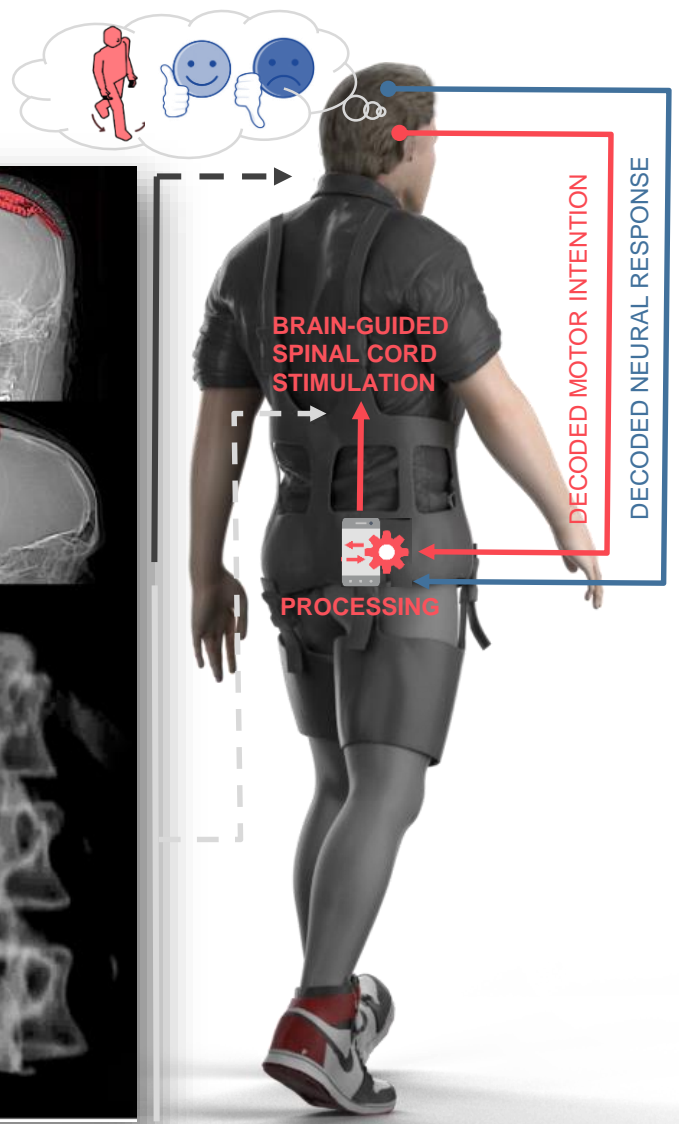 BRAIN-GUIDED
SPINAL CORD
STIMULATION
PROCESSING
DECODED MOTOR INTENTION
DECODED NEURAL RESPONSE